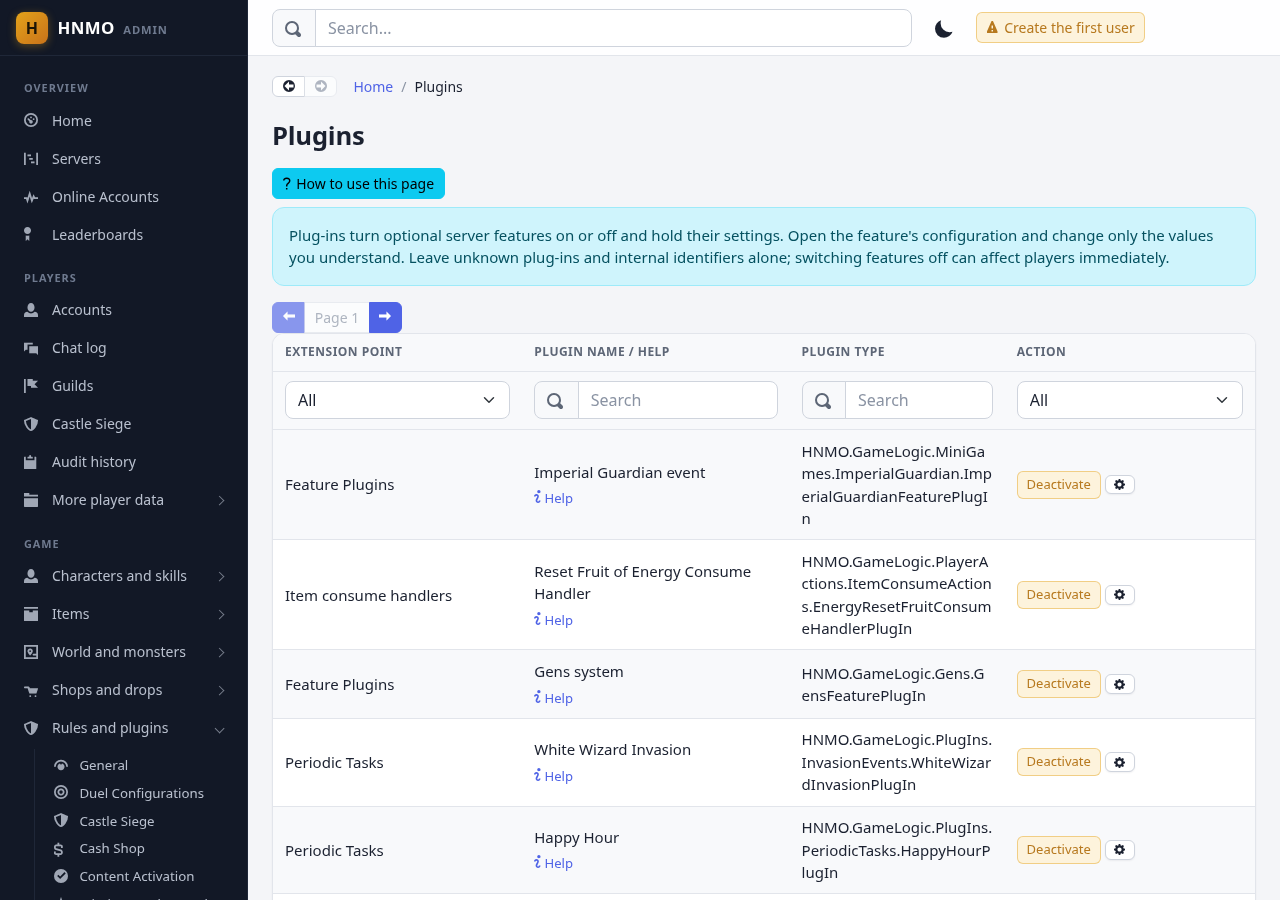 H HNMO ADMIN
Search...
Create the first user
OVERVIEW
Home
Servers
Online Accounts
Leaderboards
PLAYERS
Accounts
Chat log
Guilds
Castle Siege
Audit history
More player data
GAME
Characters and skills
Items
World and monsters
Shops and drops
Rules and plugins
General
Duel Configurations
Castle Siege
Cash Shop
Content Activation
Home / Plugins
Plugins
? How to use this page
Plug-ins turn optional server features on or off and hold their settings. Open the feature's configuration and change only the values
you understand. Leave unknown plug-ins and internal identifiers alone; switching features off can affect players immediately.
Page 1
EXTENSION POINT PLUGIN NAME / HELP PLUGIN TYPE ACTION
All Search Search All
Feature Plugins
Imperial Guardian event
Help
HNMO.GameLogic.MiniGa
mes.ImperialGuardian.Imp
erialGuardianFeaturePlugI
n
Deactivate
Item consume handlers
Reset Fruit of Energy Consume
Handler
Help
HNMO.GameLogic.PlayerA
ctions.ItemConsumeAction
s.EnergyResetFruitConsum
eHandlerPlugIn
Deactivate
Feature Plugins
Gens system
Help
HNMO.GameLogic.Gens.G
ensFeaturePlugIn
Deactivate
Periodic Tasks
White Wizard Invasion
Help
HNMO.GameLogic.PlugIns.
InvasionEvents.WhiteWizar
dInvasionPlugIn
Deactivate
Periodic Tasks
Happy Hour
Help
HNMO.GameLogic.PlugIns.
PeriodicTasks.HappyHourP
lugIn
Deactivate